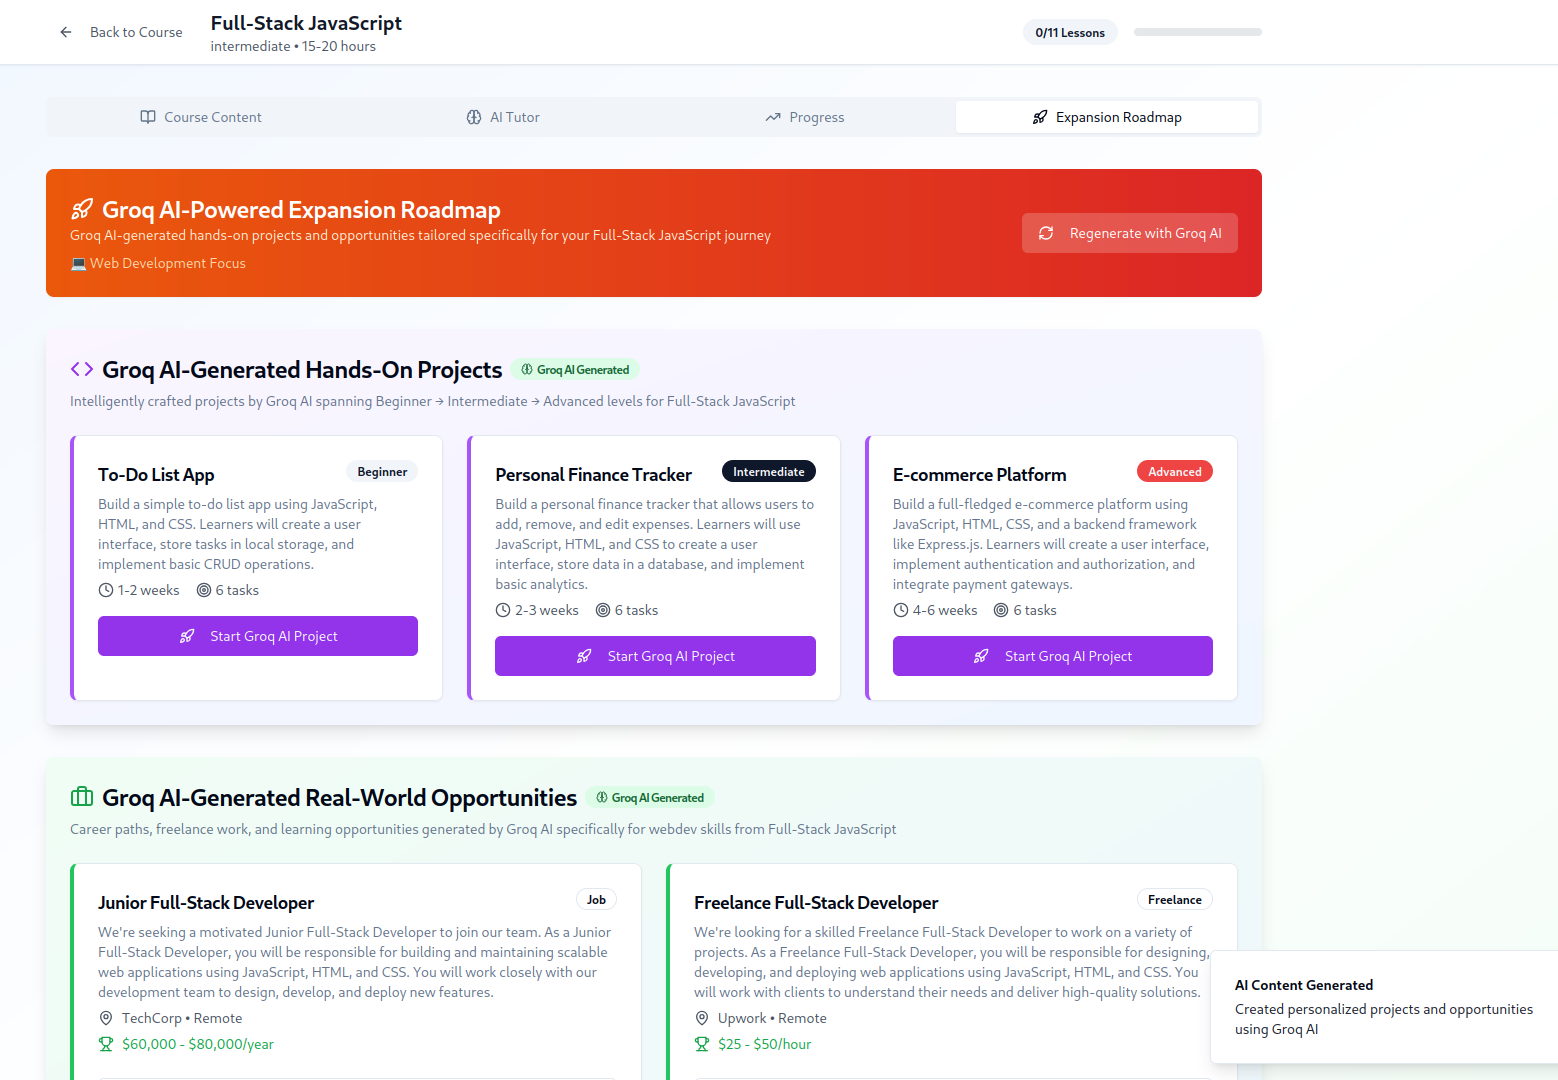 Back to Course
Full-Stack JavaScript
intermediate • 15-20 hours
0/11 Lessons
Course Content
AI Tutor
Progress
Expansion Roadmap
Groq AI-Powered Expansion Roadmap
Groq AI-generated hands-on projects and opportunities tailored specifically for your Full-Stack JavaScript journey
💻 Web Development Focus
Regenerate with Groq AI
Groq AI-Generated Hands-On Projects
Groq AI Generated
Intelligently crafted projects by Groq AI spanning Beginner → Intermediate → Advanced levels for Full-Stack JavaScript
To-Do List App
Beginner
Build a simple to-do list app using JavaScript,
HTML, and CSS. Learners will create a user
interface, store tasks in local storage, and
implement basic CRUD operations.
1-2 weeks
6 tasks
Start Groq AI Project
Personal Finance Tracker
Intermediate
Build a personal finance tracker that allows users to
add, remove, and edit expenses. Learners will use
JavaScript, HTML, and CSS to create a user
interface, store data in a database, and implement
basic analytics.
2-3 weeks
6 tasks
Start Groq AI Project
E-commerce Platform
Advanced
Build a full-fledged e-commerce platform using
JavaScript, HTML, CSS, and a backend framework
like Express.js. Learners will create a user interface,
implement authentication and authorization, and
integrate payment gateways.
4-6 weeks
6 tasks
Start Groq AI Project
Groq AI-Generated Real-World Opportunities
Groq AI Generated
Career paths, freelance work, and learning opportunities generated by Groq AI specifically for webdev skills from Full-Stack JavaScript
Junior Full-Stack Developer
Job
We're seeking a motivated Junior Full-Stack Developer to join our team. As a Junior
Full-Stack Developer, you will be responsible for building and maintaining scalable
web applications using JavaScript, HTML, and CSS. You will work closely with our
development team to design, develop, and deploy new features.
TechCorp • Remote
$60,000 - $80,000/year
Freelance Full-Stack Developer
Freelance
We're looking for a skilled Freelance Full-Stack Developer to work on a variety of
projects. As a Freelance Full-Stack Developer, you will be responsible for designing,
developing, and deploying web applications using JavaScript, HTML, and CSS. You
will work with clients to understand their needs and deliver high-quality solutions.
Upwork • Remote
$25 - $50/hour
AI Content Generated
Created personalized projects and opportunities
using Groq AI